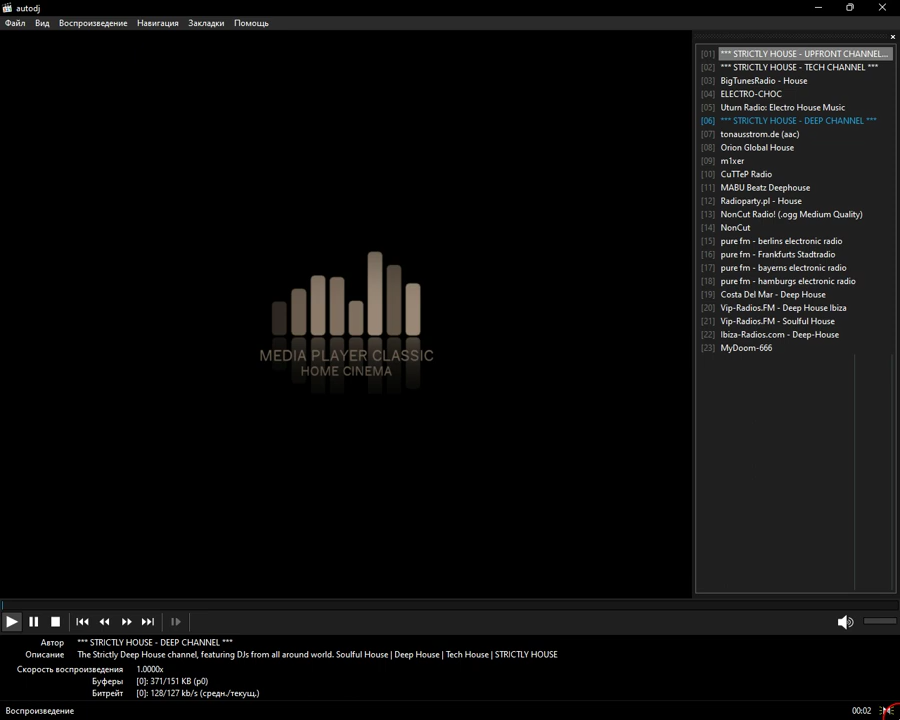 autodj
Файл Вид Воспроизведение Навигация Закладки Помощь
[01] *** STRICTLY HOUSE - UPFRONT CHANNEL...
[02] *** STRICTLY HOUSE - TECH CHANNEL ***
[03] BigTunesRadio - House
[04] ELECTRO-CHOC
[05] Uturn Radio: Electro House Music
[06] *** STRICTLY HOUSE - DEEP CHANNEL ***
[07] tonausstrom.de (aac)
[08] Orion Global House
[09] m1xer
[10] CuTTeP Radio
[11] MABU Beatz Deephouse
[12] Radioparty.pl - House
[13] NonCut Radio! (.ogg Medium Quality)
[14] NonCut
[15] pure fm - berlins electronic radio
[16] pure fm - Frankfurts Stadtradio
[17] pure fm - bayerns electronic radio
[18] pure fm - hamburgs electronic radio
[19] Costa Del Mar - Deep House
[20] Vip-Radios.FM - Deep House Ibiza
[21] Vip-Radios.FM - Soulful House
[22] Ibiza-Radios.com - Deep-House
[23] MyDoom-666
MEDIA PLAYER CLASSIC
HOME CINEMA
Автор *** STRICTLY HOUSE - DEEP CHANNEL ***
Описание The Strictly Deep House channel, featuring DJs from all around world. Soulful House | Deep House | Tech House | STRICTLY HOUSE
Скорость воспроизведения 1.0000x
Буферы [0]: 371/151 KB (p0)
Битрейт [0]: 128/127 kb/s (средн./текущ.)
Воспроизведение 00:02